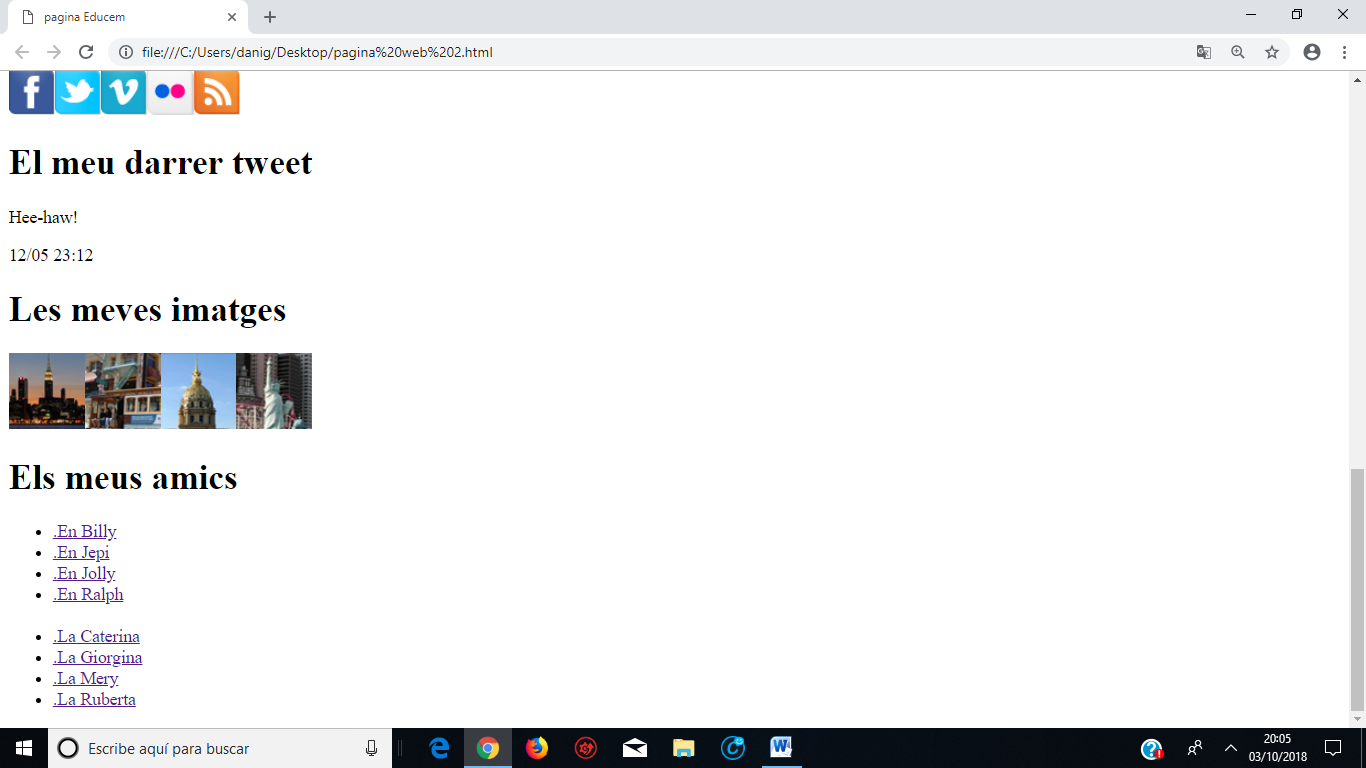 pagina Educem
file:///C:/Users/danig/Desktop/pagina%20web%202.html
El meu darrer tweet
Hee-haw!
12/05 23:12
Les meves imatges
Els meus amics
.En Billy
.En Jepi
.En Jolly
.En Ralph
.La Caterina
.La Giorgina
.La Mery
.La Ruberta
Escribe aquí para buscar
20:05
03/10/2018